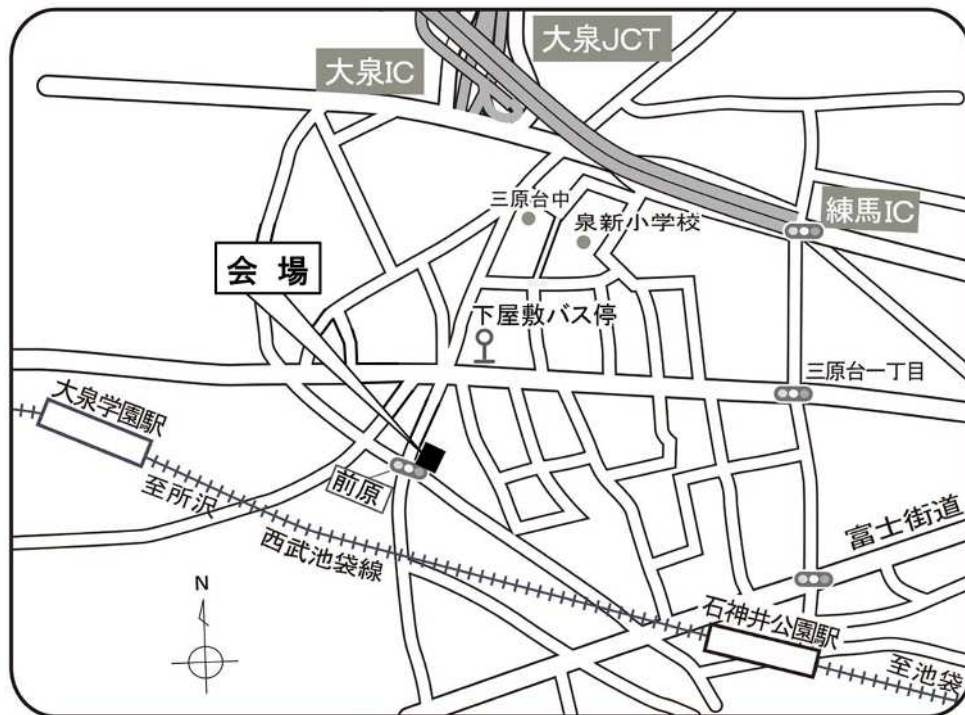 大泉JCT
大泉IC
三原台中
練馬IC
泉新小学校
会 場
下屋敷バス停
三原台一丁目
大泉学園駅
前原
至所沢
富士街道
西武池袋線
石神井公園駅
至池袋
N